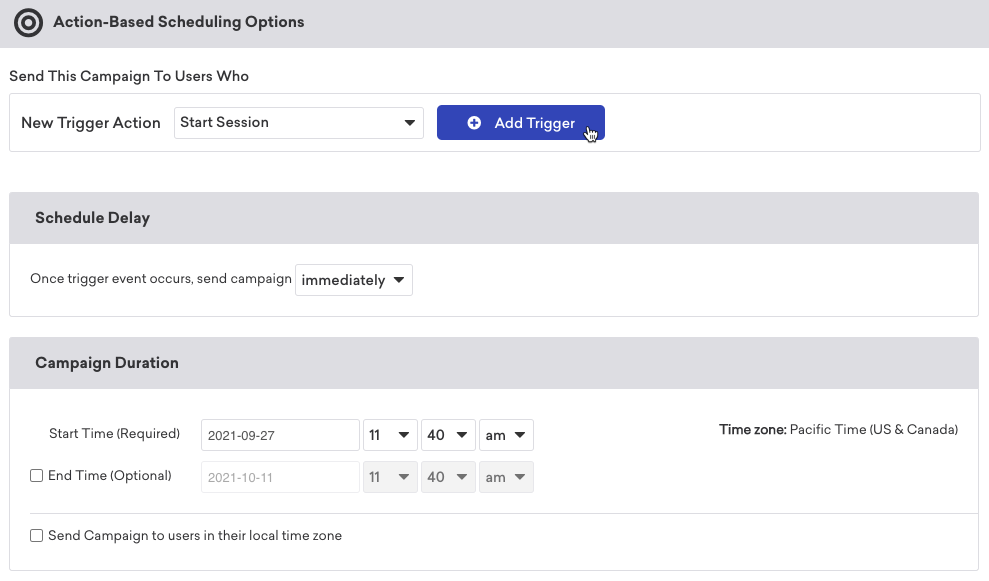 Action-Based Scheduling Options
Send This Campaign To Users Who
New Trigger Action Start Session Add Trigger
Schedule Delay
Once trigger event occurs, send campaign immediately
Campaign Duration
Start Time (Required) 2021-09-27 11 40 am Time zone: Pacific Time (US & Canada)
End Time (Optional) 2021-10-11 11 40 am
Send Campaign to users in their local time zone